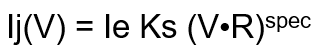 Ij(V) = Ie Ks (V•R)^spec